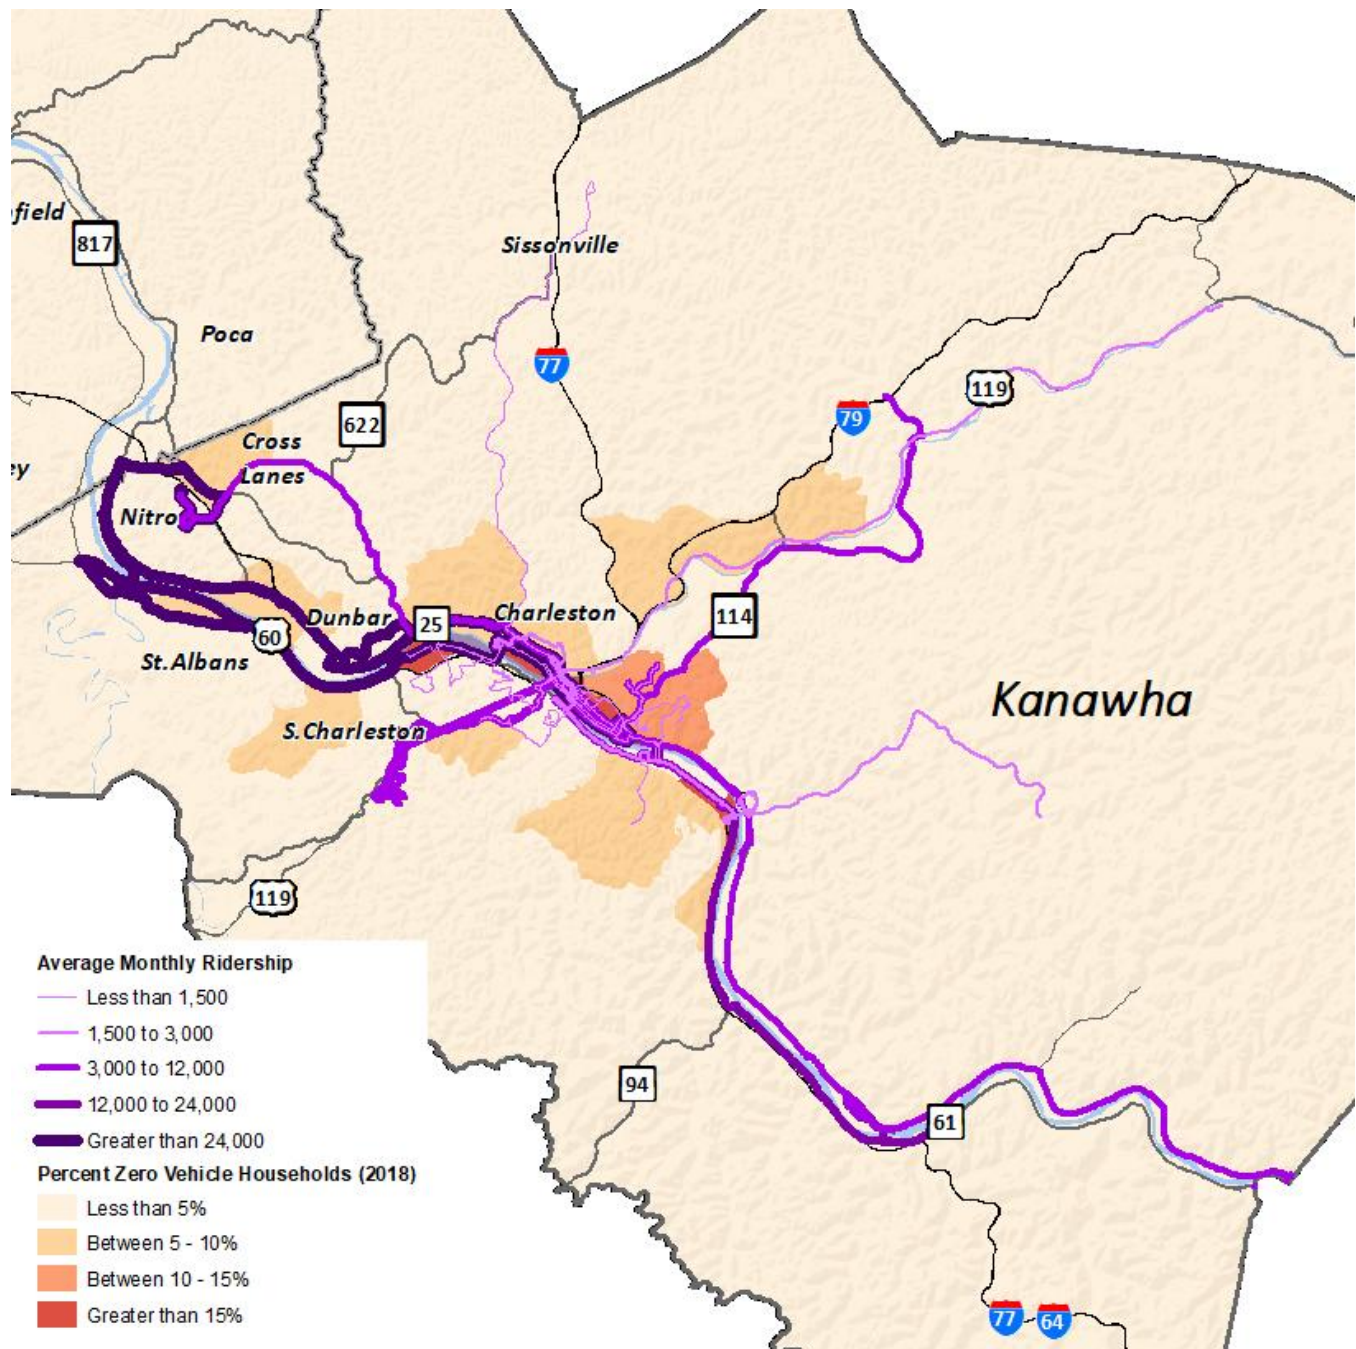 ofield
817
Sissonville
Poca
77
119
622
79
Cross
Lanes
ey
Nitro
Charleston
114
Dunbar
25
60
St.Albans
Kanawha
S.Charleston
119
Average Monthly Ridership
Less than 1,500
1,500 to 3,000
3,000 to 12,000
12,000 to 24,000
Greater than 24,000
94
61
Percent Zero Vehicle Households (2018)
Less than 5%
Between 5 - 10%
Between 10 - 15%
Greater than 15%
77
64